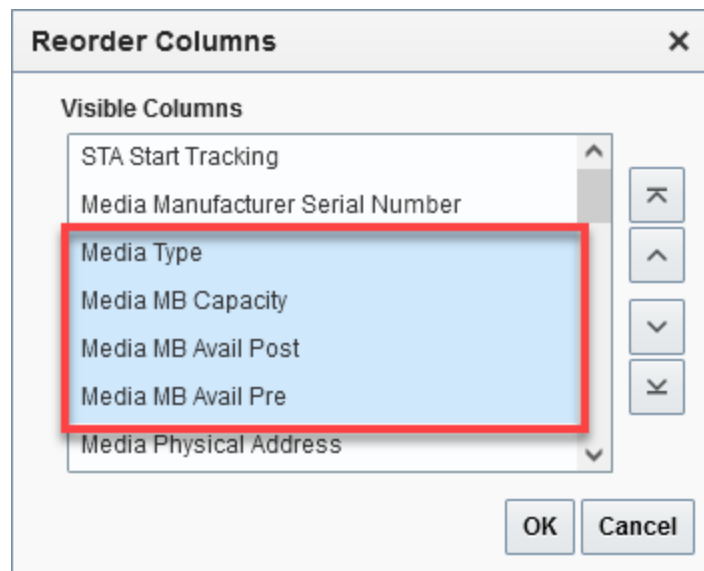 Reorder Columns
Visible Columns
STA Start Tracking
Media Manufacturer Serial Number
Media Type
Media MB Capacity
Media MB Avail Post
Media MB Avail Pre
Media Physical Address
OK Cancel